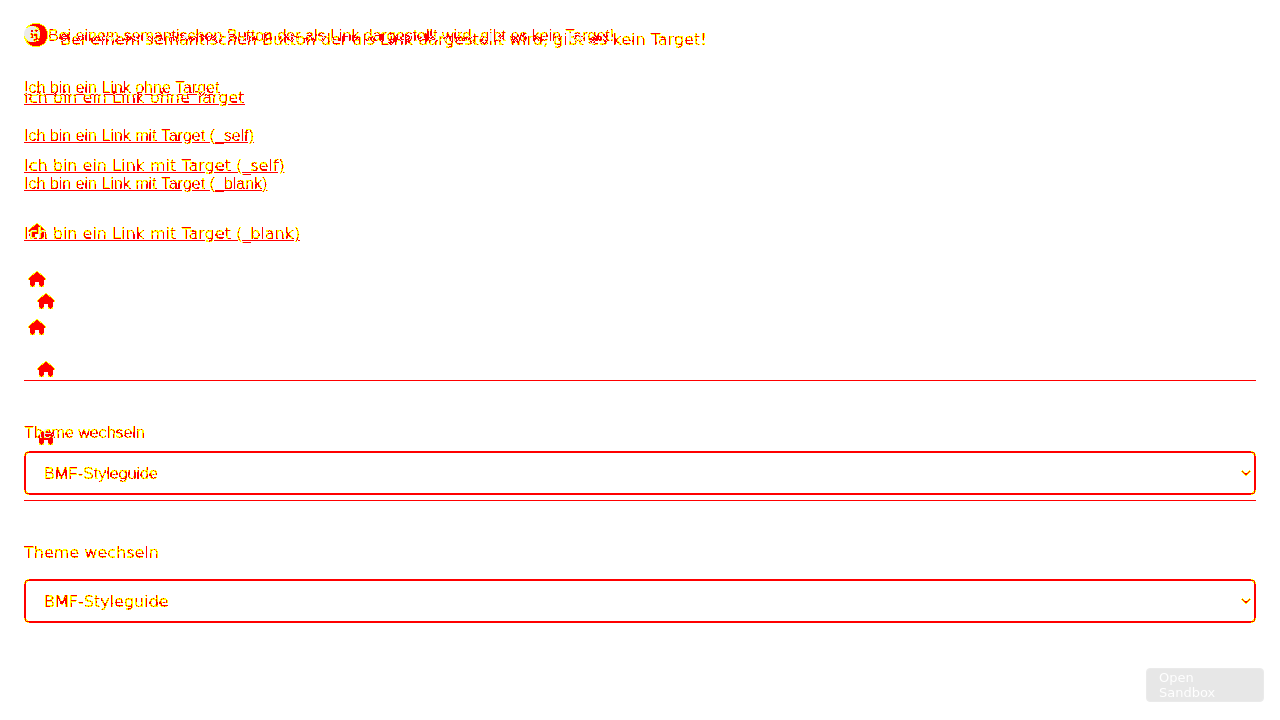 Bei einem semantischen Button der als Link dargestellt wird, gibt es kein Target!
Bei einem semantischen Button der als Link dargestellt wird, gibt es kein Target!
Ich bin ein Link ohne Target
Ich bin ein Link ohne Target
Ich bin ein Link mit Target (_self)
Ich bin ein Link mit Target (_self)
Ich bin ein Link mit Target (_blank)
Ich bin ein Link mit Target (_blank)
Theme wechseln
BMF-Styleguide
Theme wechseln
BMF-Styleguide
Open
Sandbox